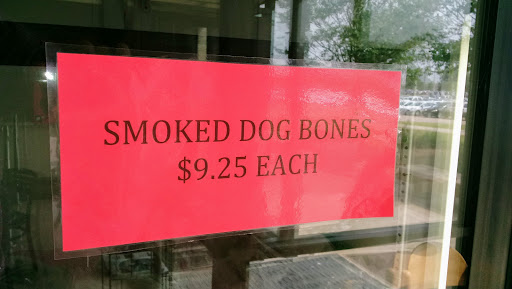 SMOKED DOG BONES
$9.25 EACH